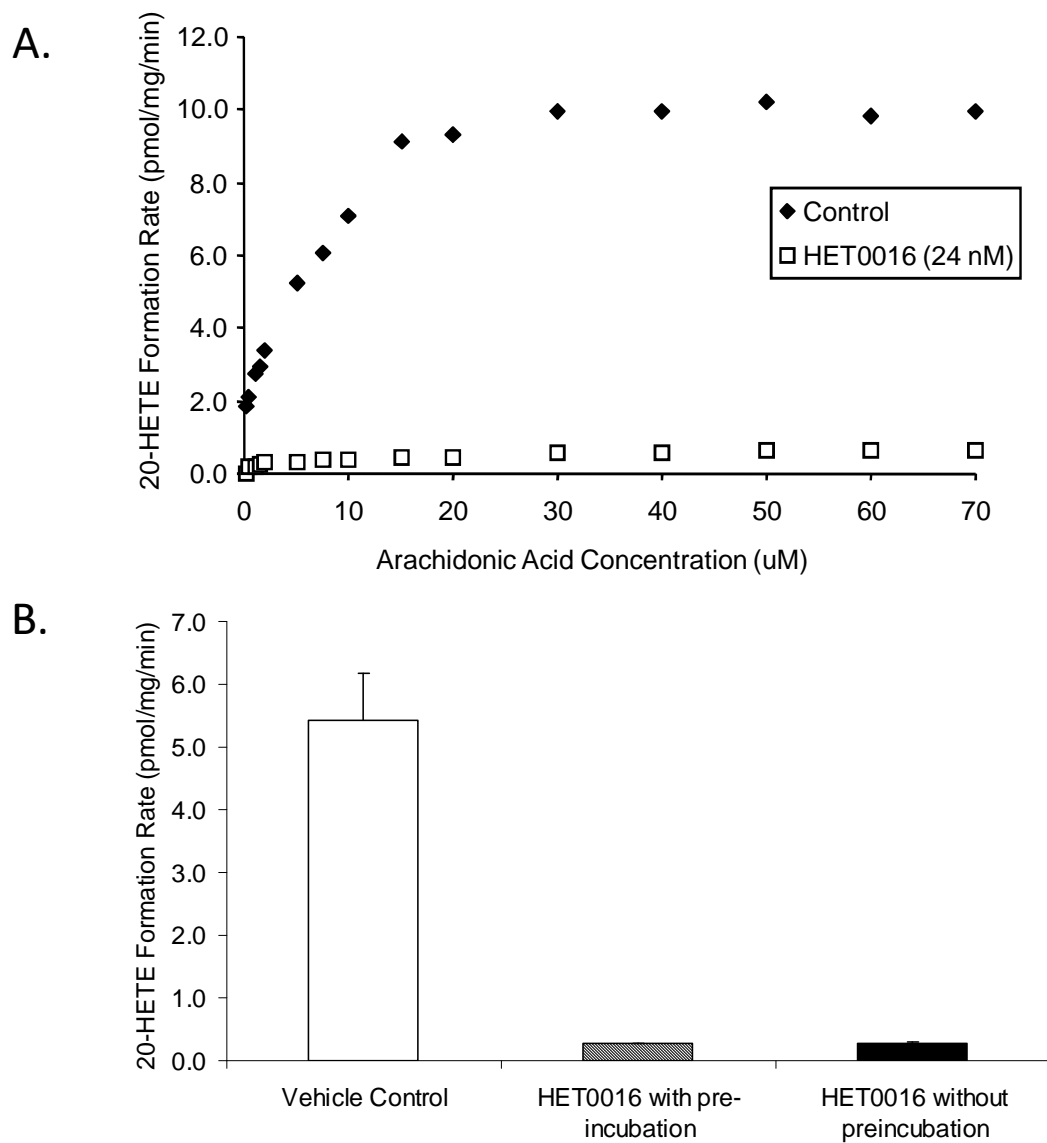 A.
20-HETE Formation Rate (pmol/mg/min)
12.0
10.0
8.0
6.0
4.0
2.0
0.0
0 10 20 30 40 50 60 70
Arachidonic Acid Concentration (uM)
Control
HET0016 (24 nM)
B.
20-HETE Formation Rate (pmol/mg/min)
7.0
6.0
5.0
4.0
3.0
2.0
1.0
0.0
Vehicle Control
HET0016 with pre-
incubation
HET0016 without
preincubation